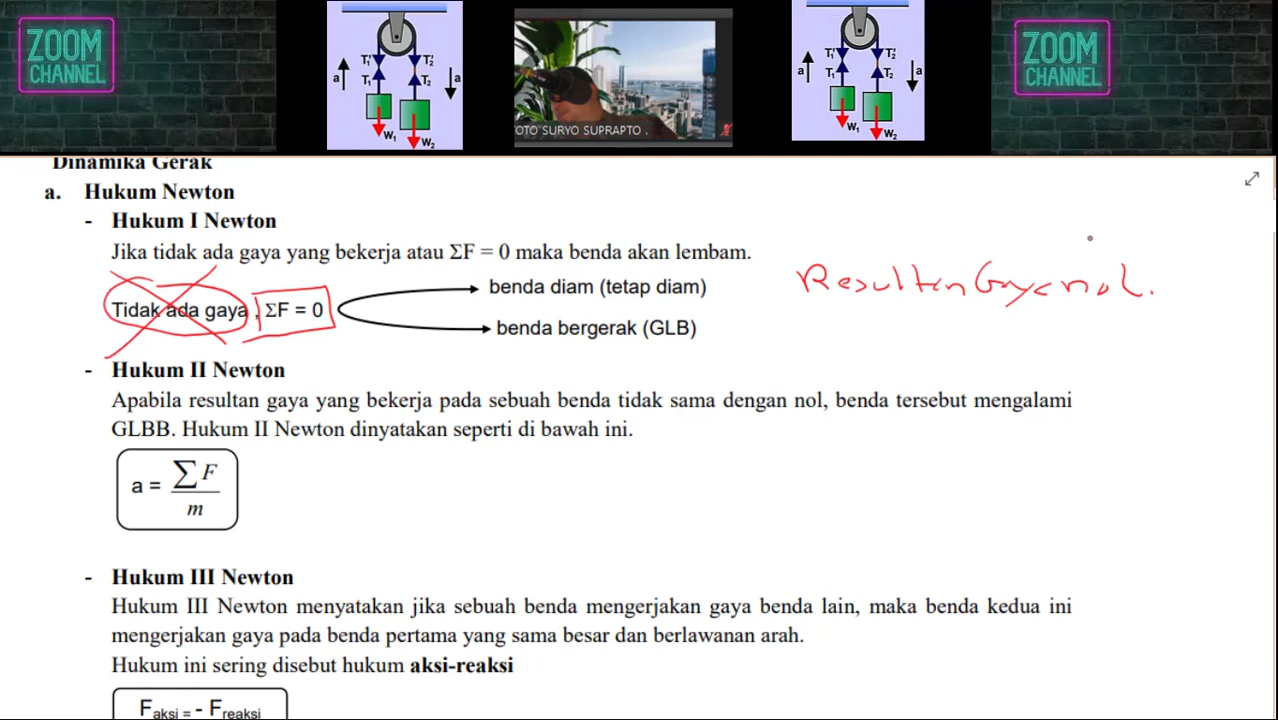 ZOOM
CHANNEL
T₁'
T₂'
a
T₁
T₂
a
W₁
W₂
OTO SURYO SUPRAPTO .
T₁'
T₂'
a
T₁
T₂
a
W₁
W₂
ZOOM
CHANNEL
Dinamika Gerak
a. Hukum Newton
- Hukum I Newton
Jika tidak ada gaya yang bekerja atau ΣF = 0 maka benda akan lembam.
benda diam (tetap diam)
Resultan Gaya nol.
Tidak ada gaya , ΣF = 0
benda bergerak (GLB)
- Hukum II Newton
Apabila resultan gaya yang bekerja pada sebuah benda tidak sama dengan nol, benda tersebut mengalami
GLBB. Hukum II Newton dinyatakan seperti di bawah ini.
a = ∑F / m
- Hukum III Newton
Hukum III Newton menyatakan jika sebuah benda mengerjakan gaya benda lain, maka benda kedua ini
mengerjakan gaya pada benda pertama yang sama besar dan berlawanan arah.
Hukum ini sering disebut hukum aksi-reaksi
Faksi = - Freaksi